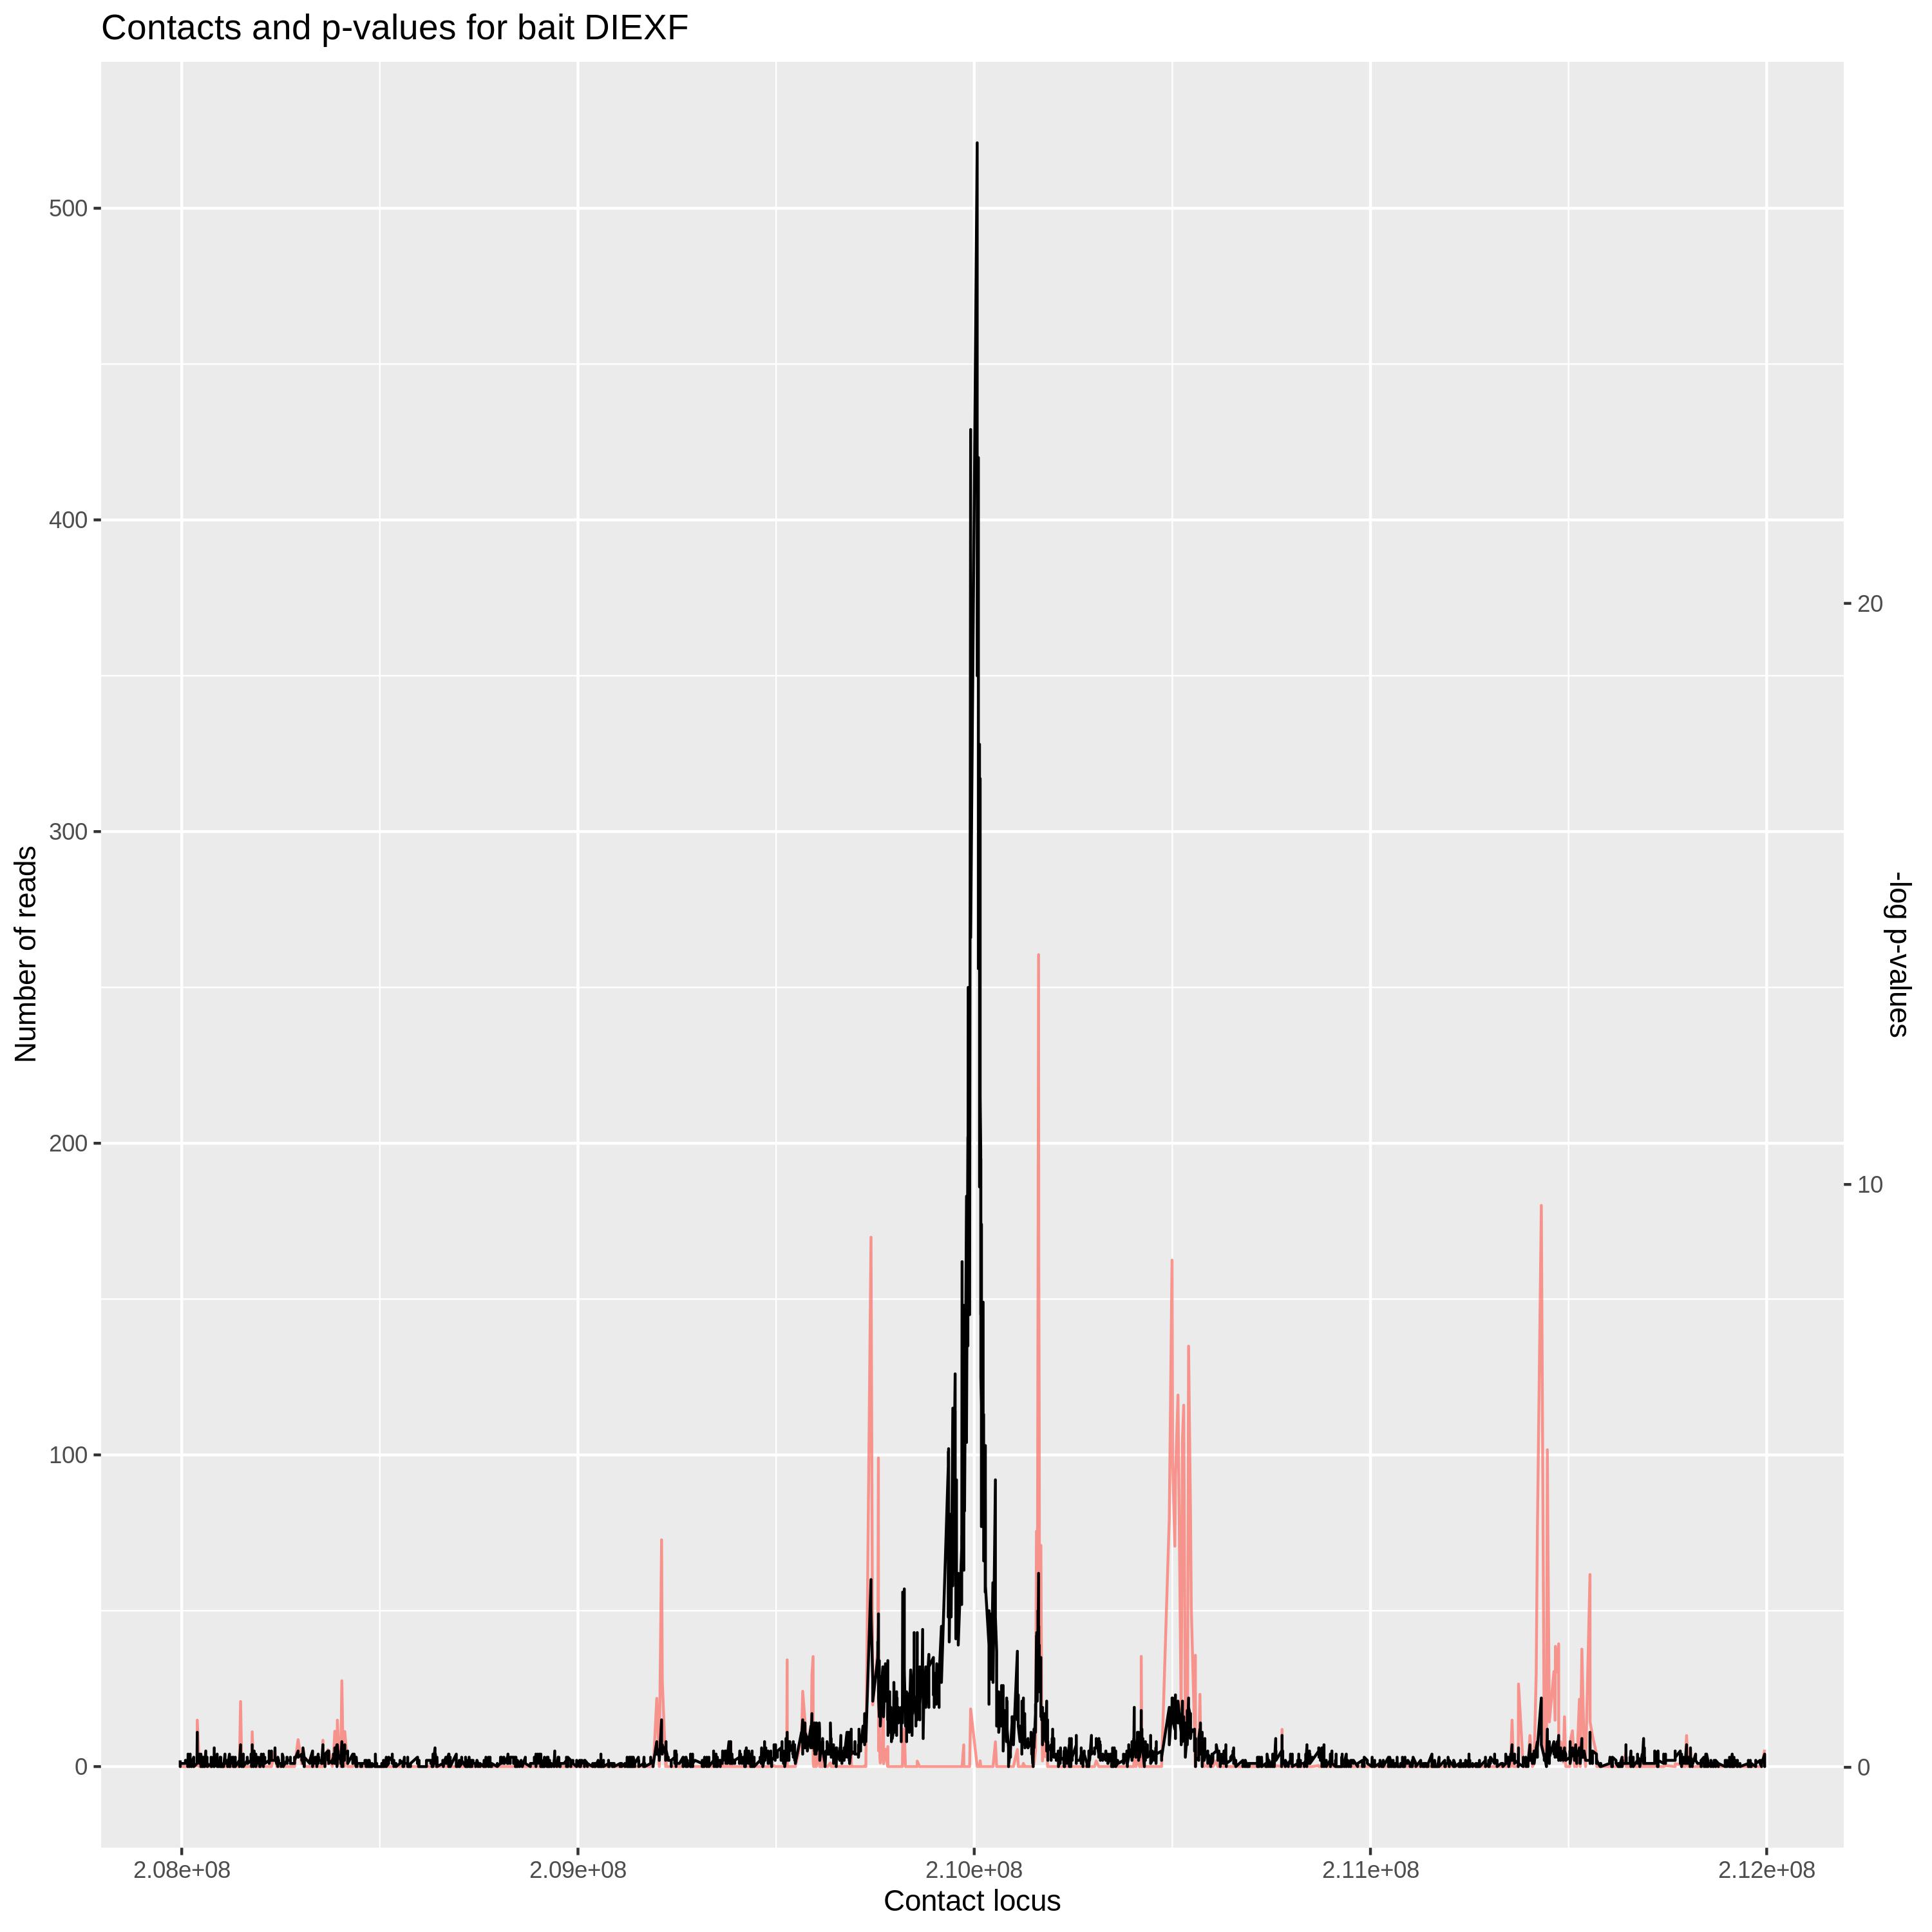 Contacts and p-values for bait DIEXF
500
400
300
200
100
0
Number of reads
20
10
0
-log p-values
2.08e+08 2.09e+08 2.10e+08 2.11e+08 2.12e+08
Contact locus